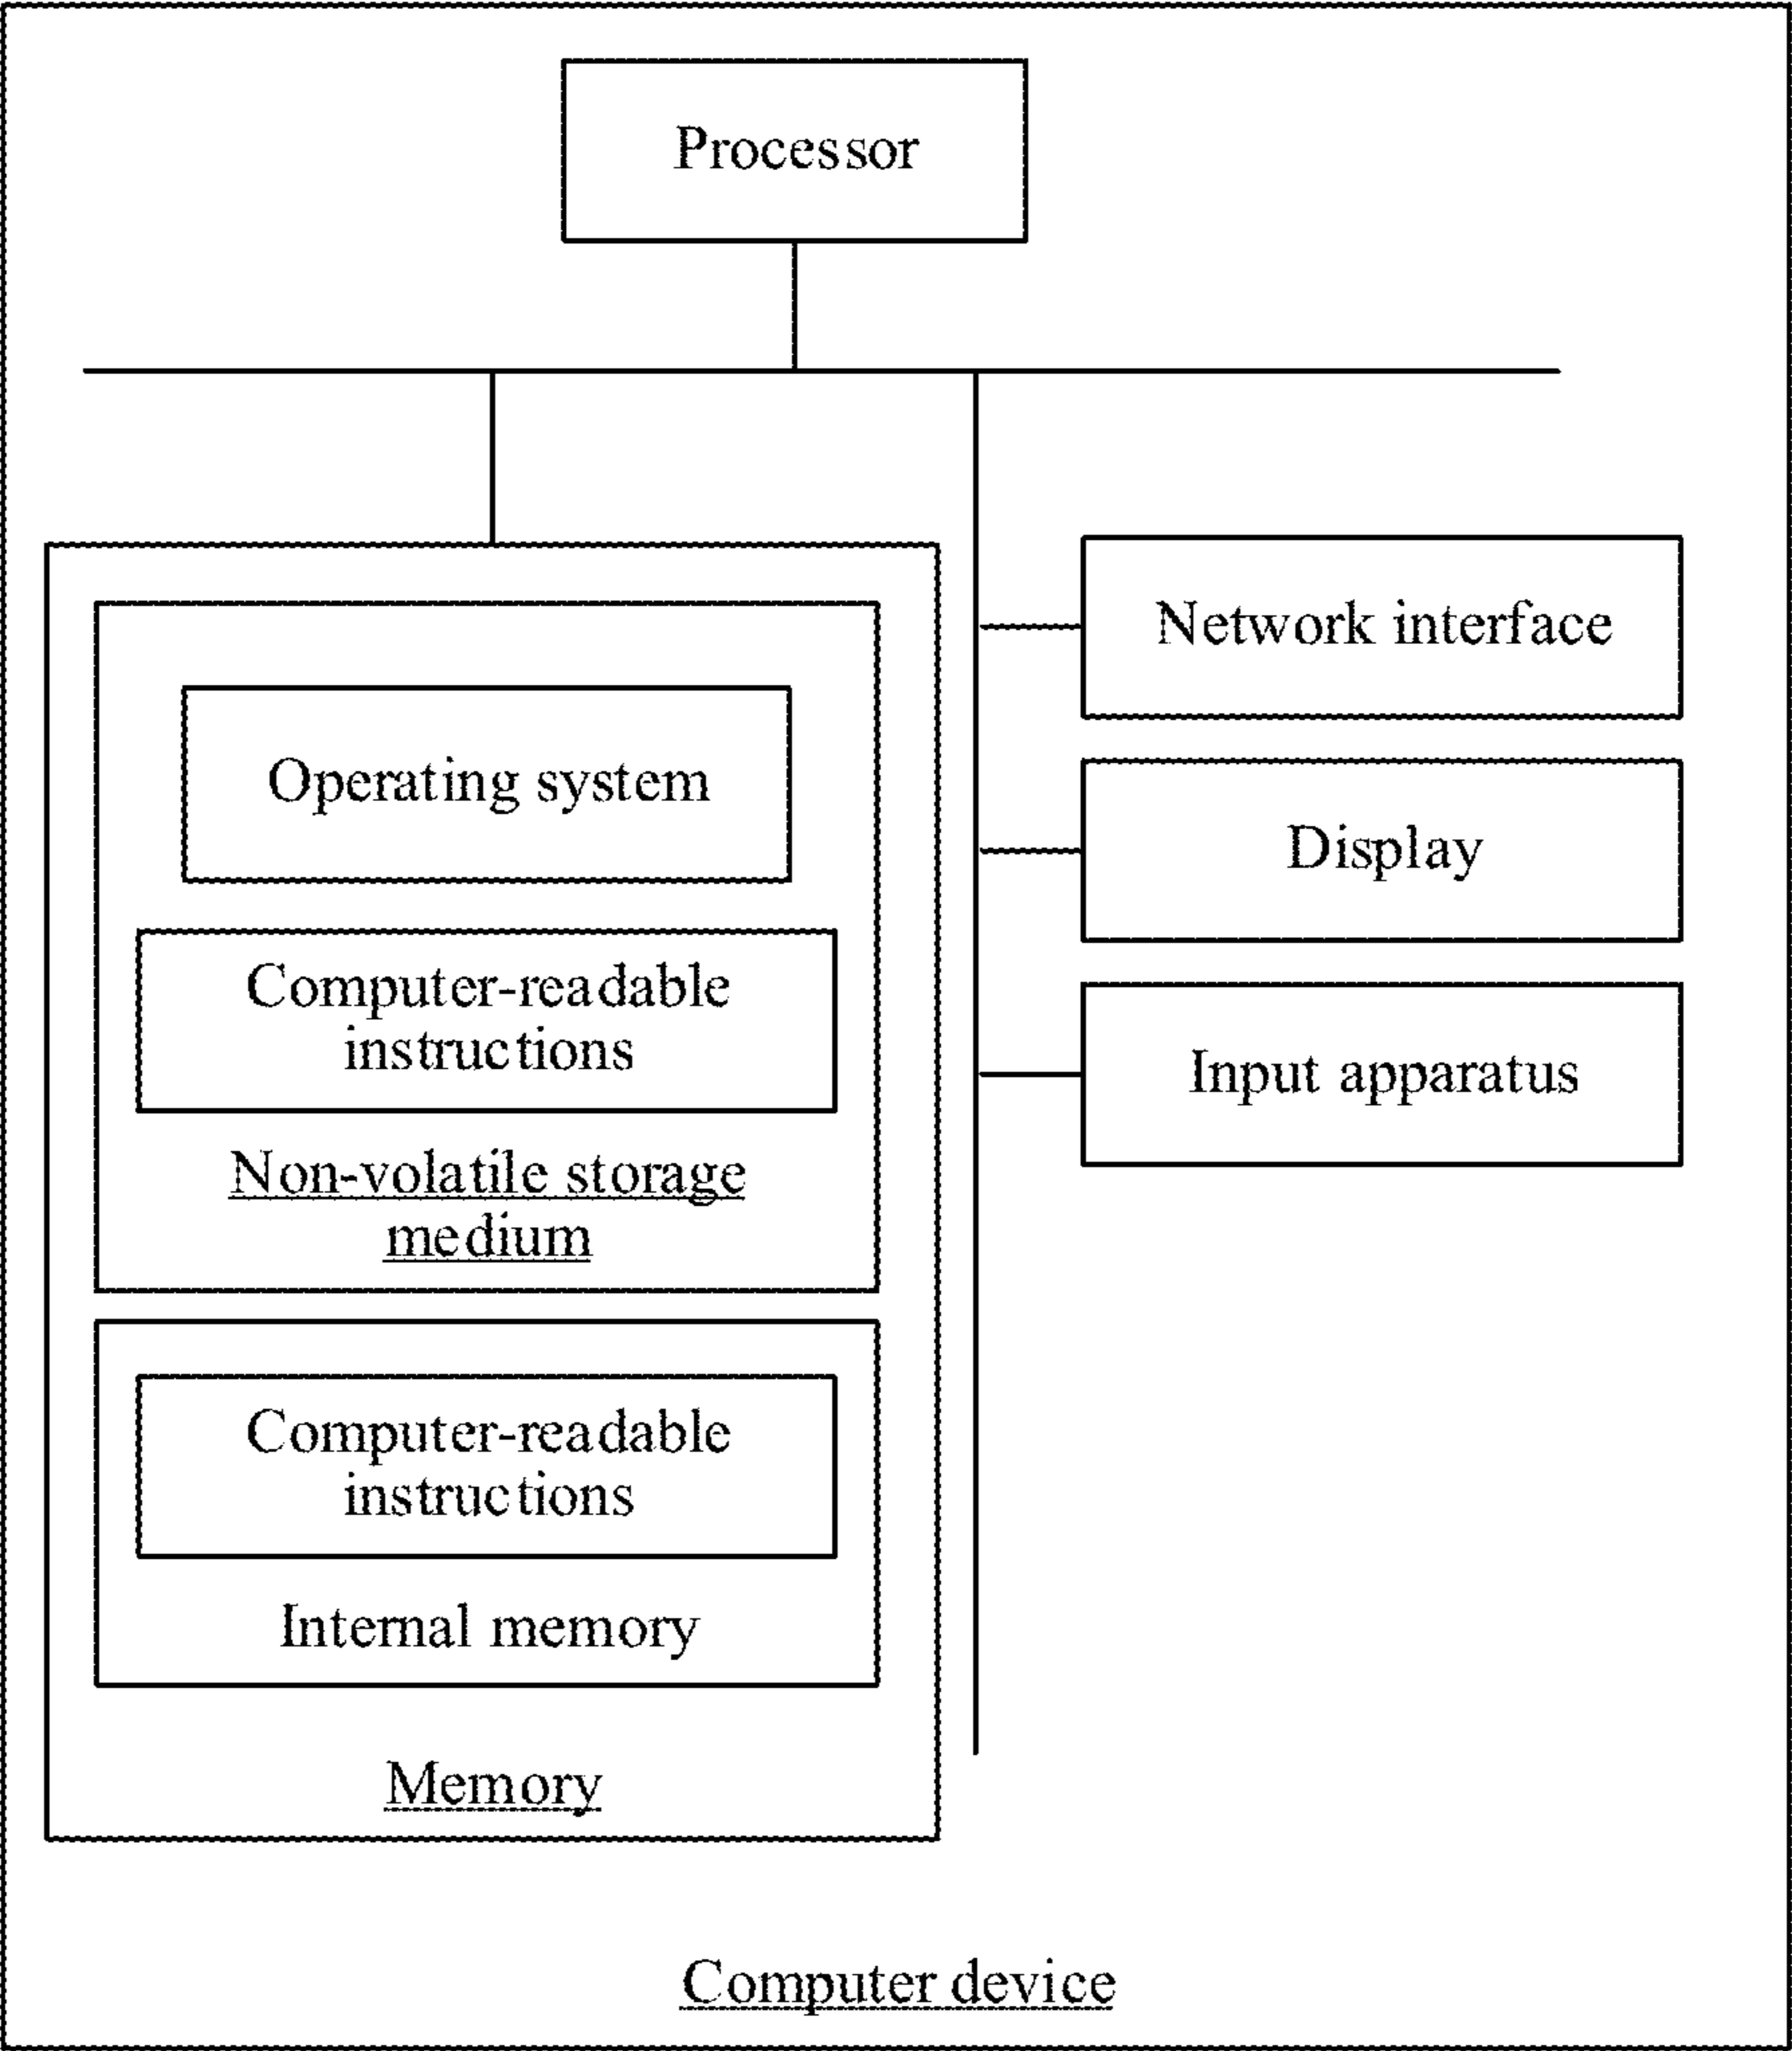 Processor
Network interface
Operating system
Display
Computer-readable
instructions
Input apparatus
Non-volatile storage
medium
Computer-readable
instructions
Internal memory
Memory
Computer device